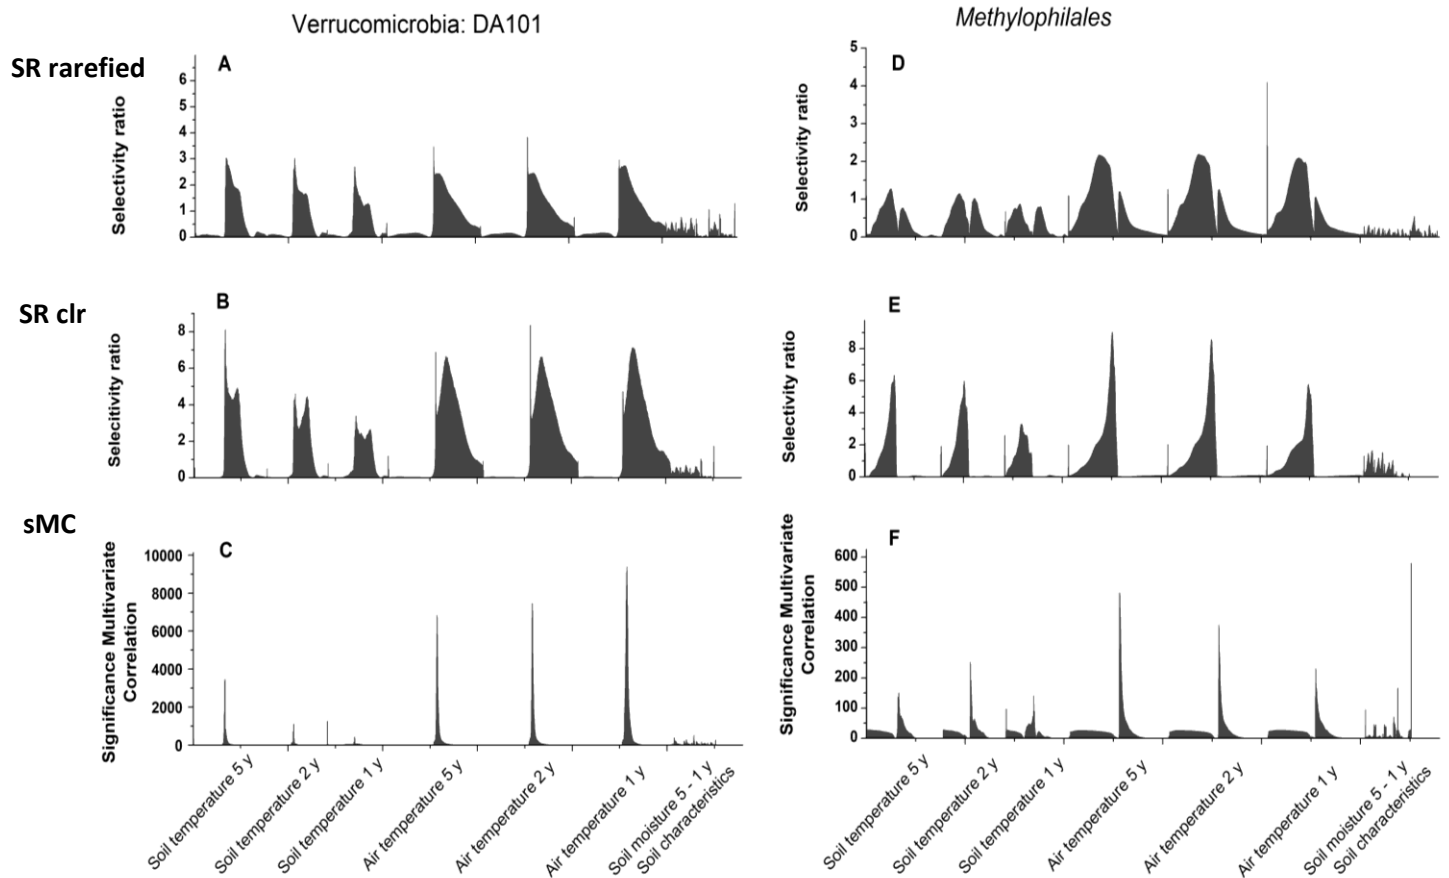 Verrucomicrobia: DA101
Methylophilales
SR rarefied
A
Selectivity ratio
6
5
4
3
2
1
0
D
Selectivity ratio
5
4
3
2
1
0
SR clr
B
Selecitivity ratio
8
6
4
2
0
E
Selectivity ratio
8
6
4
2
0
sMC
C
Significance Multivariate
Correlation
10000
8000
6000
4000
2000
0
F
Significance Multivariate
Correlation
600
500
400
300
200
100
0
Soil temperature 5 y
Soil temperature 2 y
Soil temperature 1 y
Air temperature 5 y
Air temperature 2 y
Air temperature 1 y
Soil moisture 5 - 1 y
Soil characteristics
Soil temperature 5 y
Soil temperature 2 y
Soil temperature 1 y
Air temperature 5 y
Air temperature 2 y
Air temperature 1 y
Soil moisture 5 - 1 y
Soil characteristics